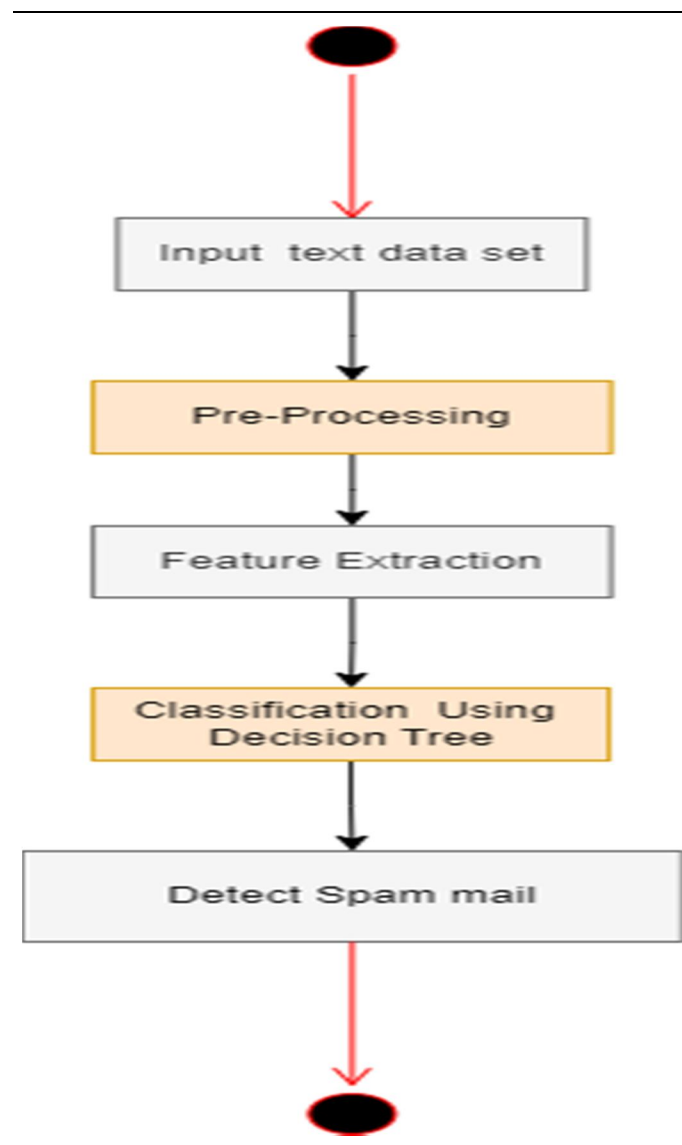 Input text data set
Pre-Processing
Feature Extraction
Classification Using
Decision Tree
Detect Spam mail